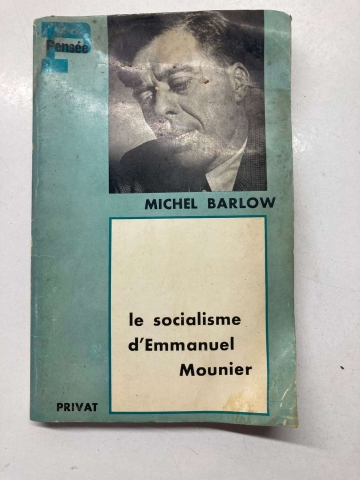 Pensée
MICHEL BARLOW
le socialisme
d'Emmanuel
Mounier
PRIVAT